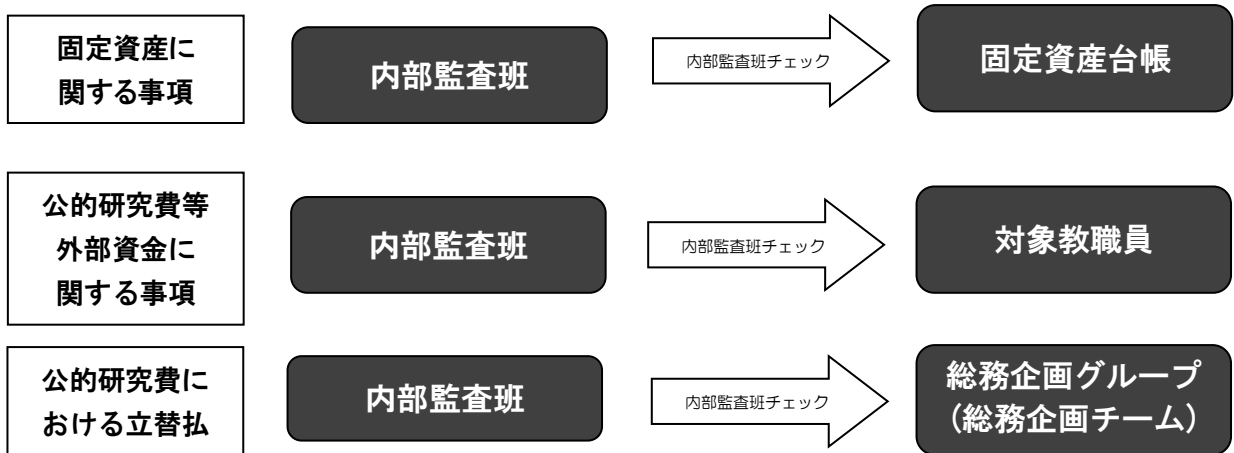 固定資産に
関する事項
内部監査班
内部監査班チェック
固定資産台帳
公的研究費等
外部資金に
関する事項
内部監査班
内部監査班チェック
対象教職員
公的研究費に
おける立替払
内部監査班
内部監査班チェック
総務企画グループ
（総務企画チーム）